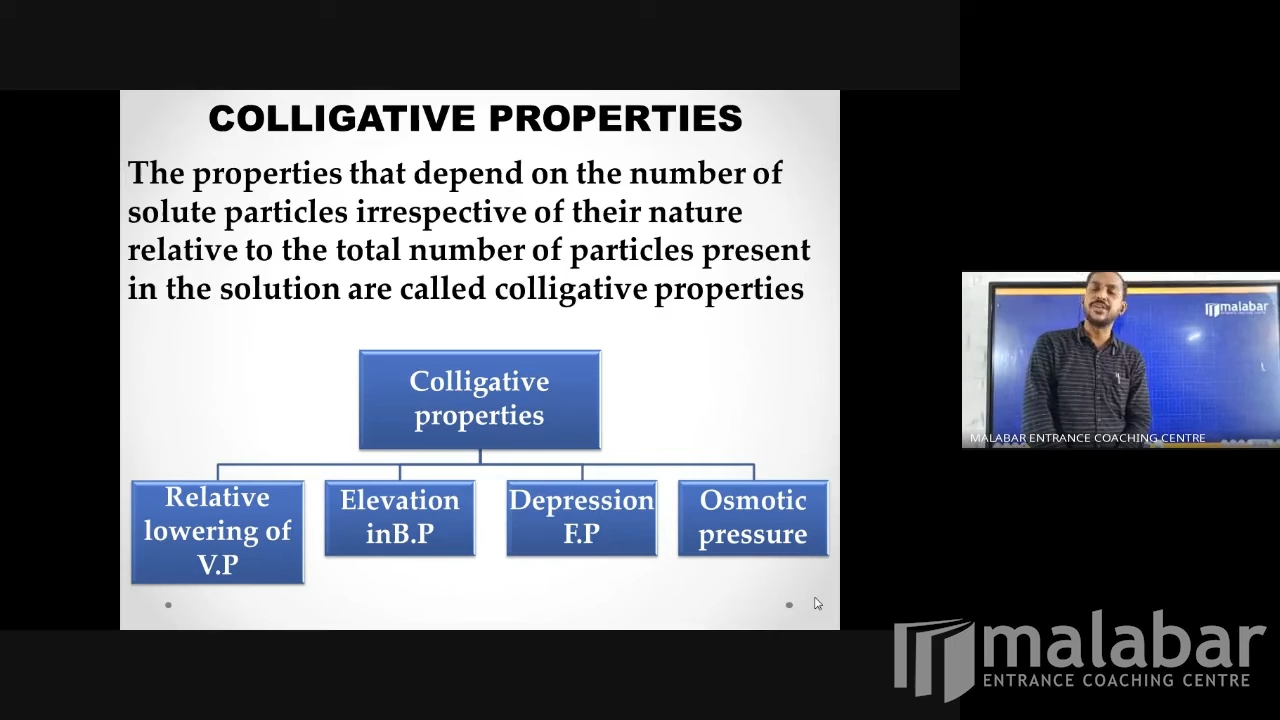 COLLIGATIVE PROPERTIES
The properties that depend on the number of
solute particles irrespective of their nature
relative to the total number of particles present
in the solution are called colligative properties
Colligative
properties
Relative
lowering of
V.P
Elevation
inB.P
Depression
F.P
Osmotic
pressure
malabar
MALABAR ENTRANCE COACHING CENTRE
malabar
ENTRANCE COACHING CENTRE